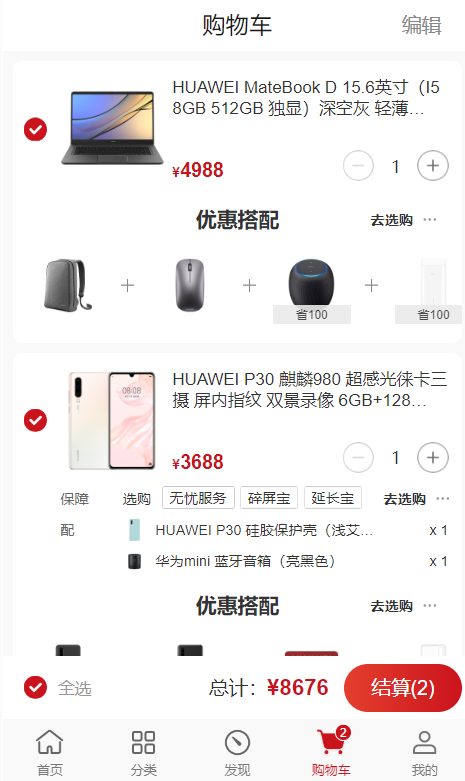 购物车
编辑
HUAWEI MateBook D 15.6英寸（I5
8GB 512GB 独显）深空灰 轻薄…
¥4988
1
优惠搭配
去选购 ···
省100
省100
HUAWEI P30 麒麟980 超感光徕卡三
摄 屏内指纹 双景录像 6GB+128…
08:08
¥3688
1
保障 选购 无忧服务 碎屏宝 延长宝 去选购 ···
配 HUAWEI P30 硅胶保护壳（浅艾… x 1
华为mini 蓝牙音箱（亮黑色） x 1
优惠搭配
去选购 ···
全选 总计：¥8676 结算(2)
2
首页 分类 发现 购物车 我的